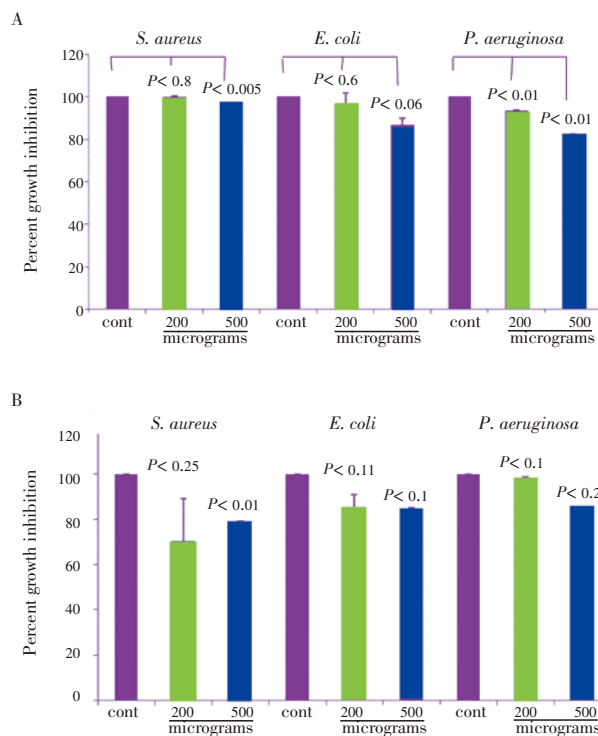 A
S. aureus E. coli P. aeruginosa
120
100
80
60
40
20
0
Percent growth inhibition
P< 0.8 P< 0.005 P< 0.6 P< 0.06 P< 0.01 P< 0.01
cont 200 500 cont 200 500 cont 200 500
micrograms micrograms micrograms
B
S. aureus E. coli P. aeruginosa
120
100
80
60
40
20
0
Percent growth inhibition
P< 0.25 P< 0.01 P< 0.11 P< 0.1 P< 0.1 P< 0.2
cont 200 500 cont 200 500 cont 200 500
micrograms micrograms micrograms